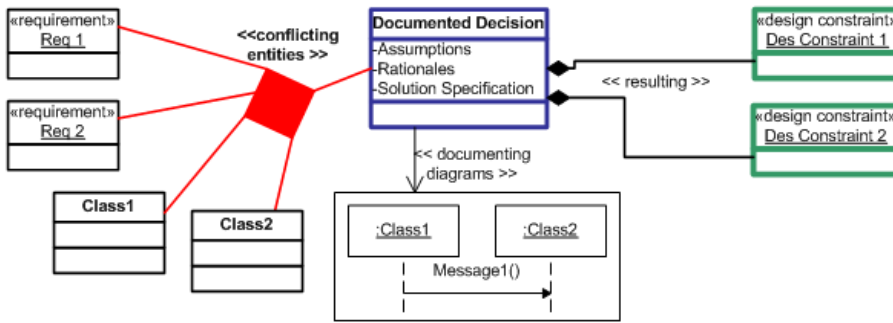 «requirement»
Req 1
«requirement»
Req 2
Class1
Class2
<<conflicting
entities >>
Documented Decision
-Assumptions
-Rationales
-Solution Specification
<< resulting >>
«design constraint»
Des Constraint 1
«design constraint»
Des Constraint 2
<< documenting
diagrams >>
:Class1
:Class2
Message1()